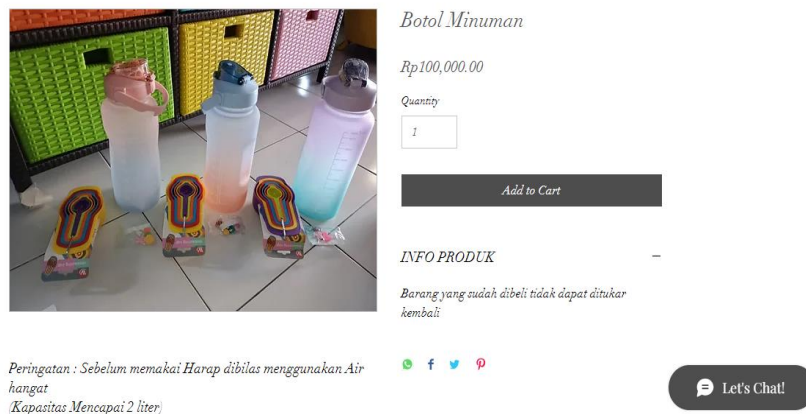 Botol Minuman
Rp100,000.00
Quantity
1
Add to Cart
INFO PRODUK
Barang yang sudah dibeli tidak dapat ditukar
kembali
Peringatan : Sebelum memakai Harap dibilas menggunakan Air
hangat
(Kapasitas Mencapai 2 liter)
Let's Chat!